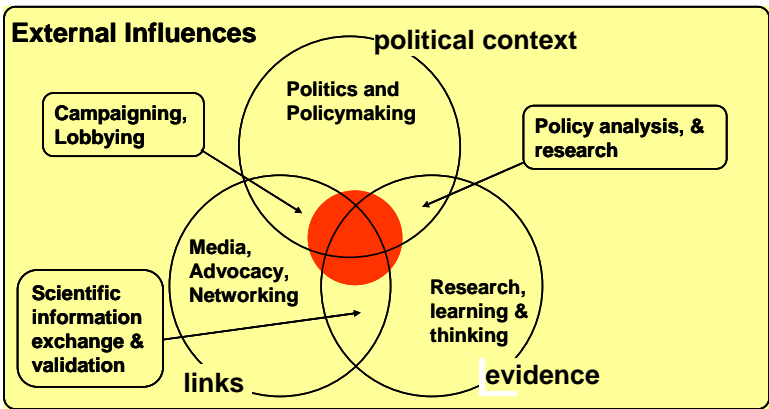 External Influences
political context
Politics and
Policymaking
Campaigning,
Lobbying
Policy analysis, &
research
Media,
Advocacy,
Networking
Research,
learning &
thinking
Scientific
information
exchange &
validation
links
evidence